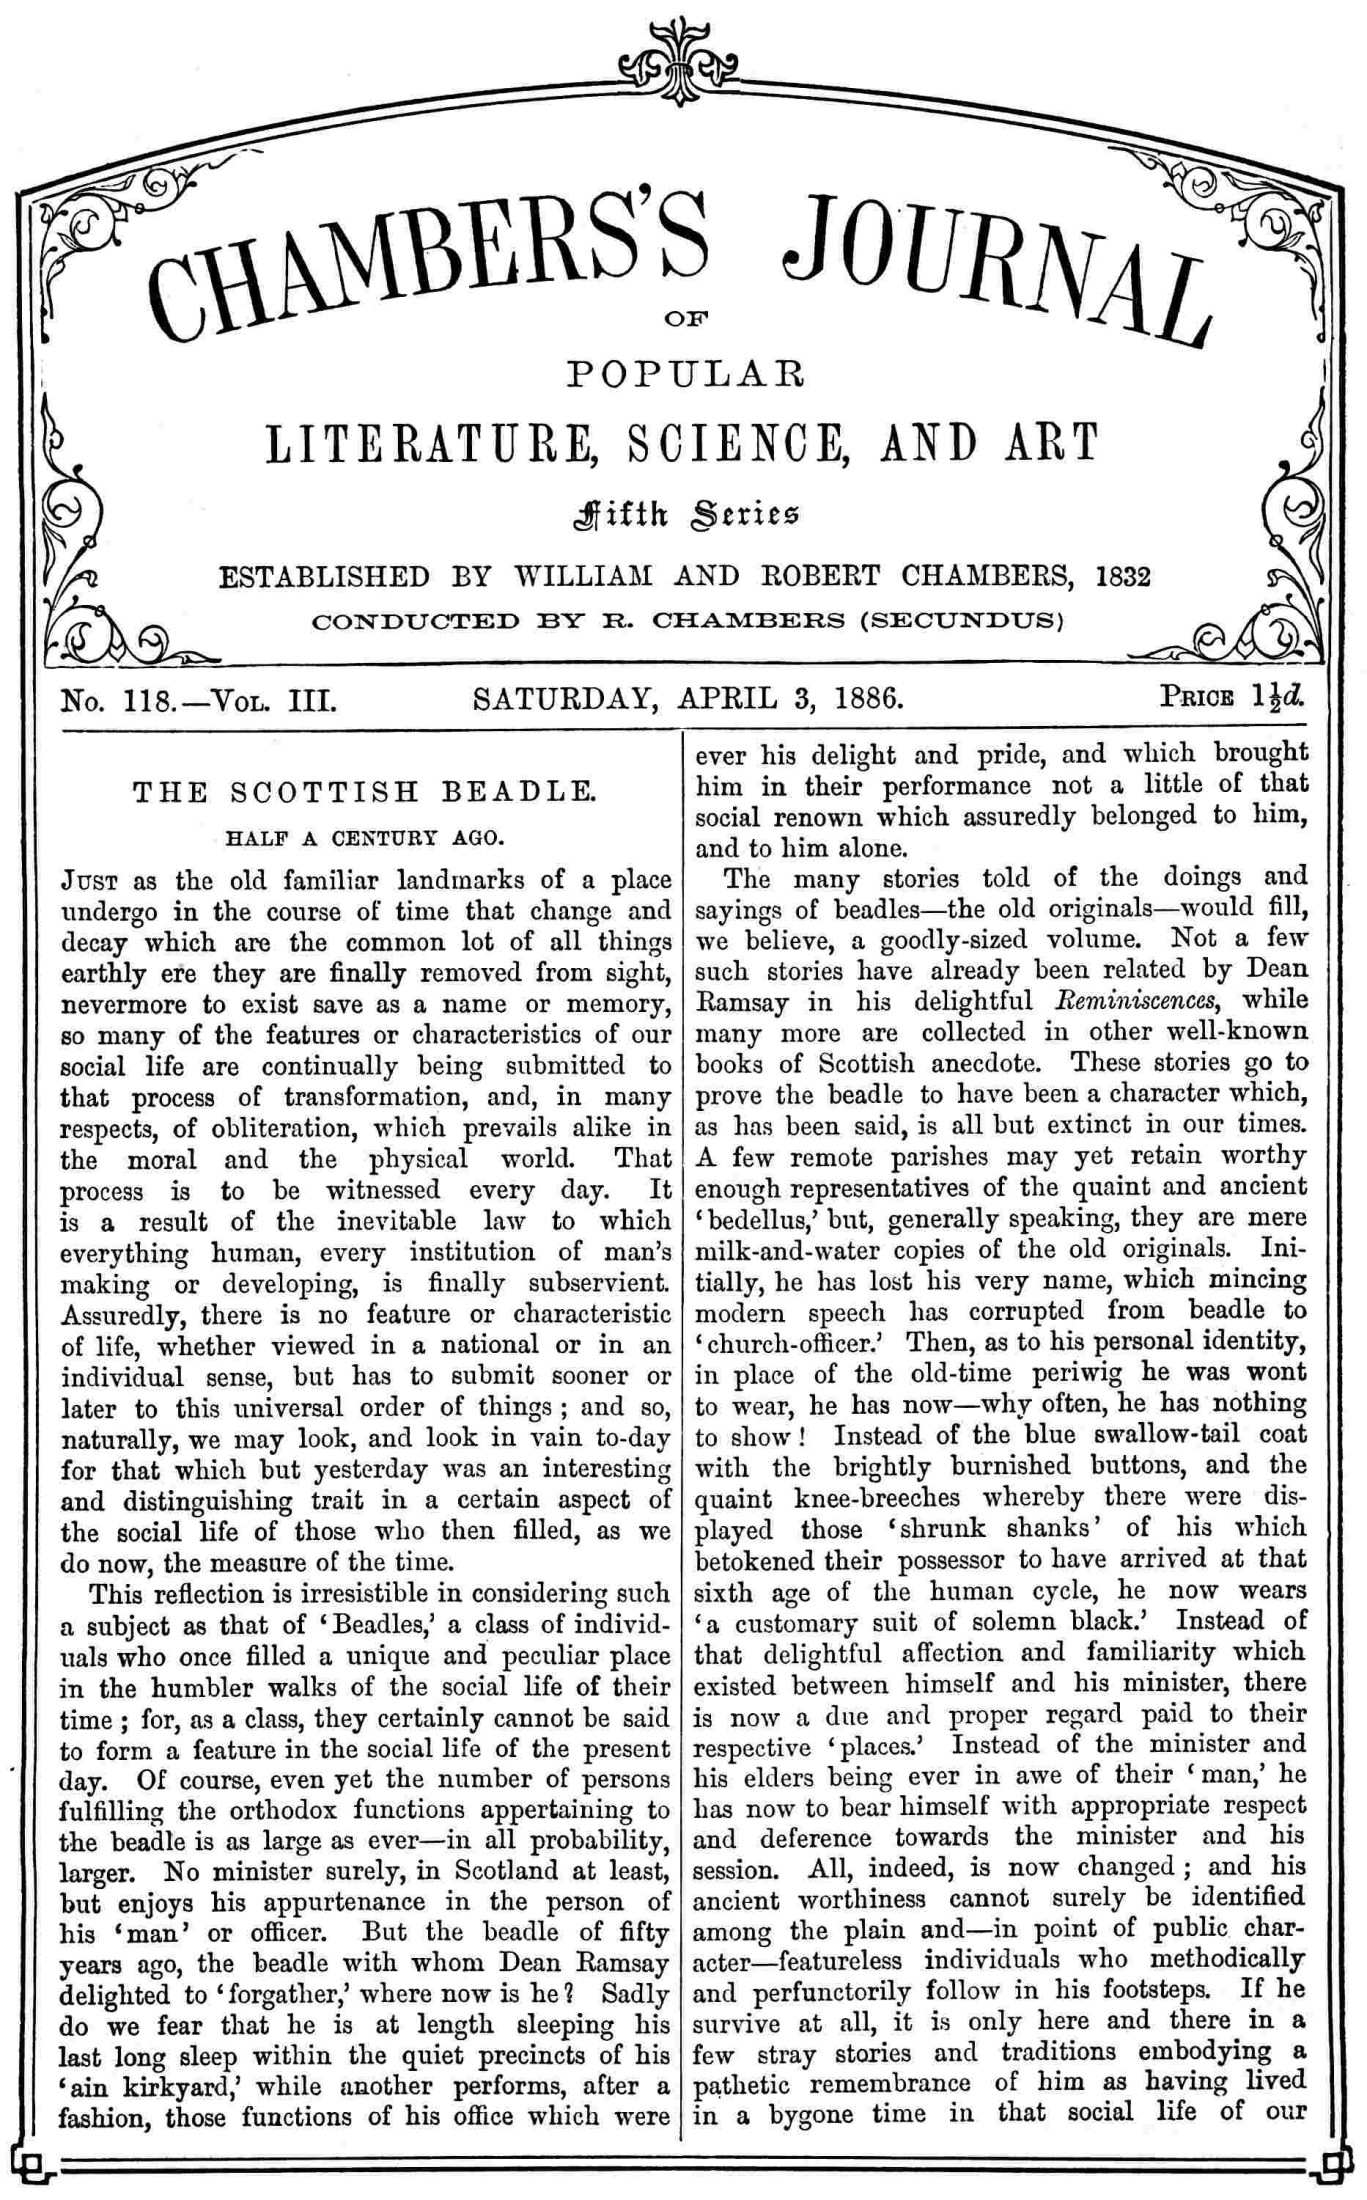 CHAMBERS'S JOURNAL
OF
POPULAR
LITERATURE, SCIENCE, AND ART
Fifth Series
ESTABLISHED BY WILLIAM AND ROBERT CHAMBERS, 1832
CONDUCTED BY R. CHAMBERS (SECUNDUS)
No. 118.—Vol. III. SATURDAY, APRIL 3, 1886. Price 1½d.
THE SCOTTISH BEADLE.
HALF A CENTURY AGO.
Just as the old familiar landmarks of a place
undergo in the course of time that change and
decay which are the common lot of all things
earthly ere they are finally removed from sight,
nevermore to exist save as a name or memory,
so many of the features or characteristics of our
social life are continually being submitted to
that process of transformation, and, in many
respects, of obliteration, which prevails alike in
the moral and the physical world. That
process is to be witnessed every day. It
is a result of the inevitable law to which
everything human, every institution of man's
making or developing, is finally subservient.
Assuredly, there is no feature or characteristic
of life, whether viewed in a national or in an
individual sense, but has to submit sooner or
later to this universal order of things; and so,
naturally, we may look, and look in vain to-day
for that which but yesterday was an interesting
and distinguishing trait in a certain aspect of
the social life of those who then filled, as we
do now, the measure of the time.
This reflection is irresistible in considering such
a subject as that of 'Beadles,' a class of individ-
uals who once filled a unique and peculiar place
in the humbler walks of the social life of their
time; for, as a class, they certainly cannot be said
to form a feature in the social life of the present
day. Of course, even yet the number of persons
fulfilling the orthodox functions appertaining to
the beadle is as large as ever—in all probability,
larger. No minister surely, in Scotland at least,
but enjoys his appurtenance in the person of
his 'man' or officer. But the beadle of fifty
years ago, the beadle with whom Dean Ramsay
delighted to 'forgather,' where now is he? Sadly
do we fear that he is at length sleeping his
last long sleep within the quiet precincts of his
'ain kirkyard,' while another performs, after a
fashion, those functions of his office which were
ever his delight and pride, and which brought
him in their performance not a little of that
social renown which assuredly belonged to him,
and to him alone.
The many stories told of the doings and
sayings of beadles—the old originals—would fill,
we believe, a goodly-sized volume. Not a few
such stories have already been related by Dean
Ramsay in his delightful Reminiscences, while
many more are collected in other well-known
books of Scottish anecdote. These stories go to
prove the beadle to have been a character which,
as has been said, is all but extinct in our times.
A few remote parishes may yet retain worthy
enough representatives of the quaint and ancient
'bedellus,' but, generally speaking, they are mere
milk-and-water copies of the old originals. Ini-
tially, he has lost his very name, which mincing
modern speech has corrupted from beadle to
'church-officer.' Then, as to his personal identity,
in place of the old-time periwig he was wont
to wear, he has now—why often, he has nothing
to show! Instead of the blue swallow-tail coat
with the brightly burnished buttons, and the
quaint knee-breeches whereby there were dis-
played those 'shrunk shanks' of his which
betokened their possessor to have arrived at that
sixth age of the human cycle, he now wears
'a customary suit of solemn black.' Instead of
that delightful affection and familiarity which
existed between himself and his minister, there
is now a due and proper regard paid to their
respective 'places.' Instead of the minister and
his elders being ever in awe of their 'man,' he
has now to bear himself with appropriate respect
and deference towards the minister and his
session. All, indeed, is now changed; and his
ancient worthiness cannot surely be identified
among the plain and—in point of public char-
acter—featureless individuals who methodically
and perfunctorily follow in his footsteps. If he
survive at all, it is only here and there in a
few stray stories and traditions embodying a
pathetic remembrance of him as having lived
in a bygone time in that social life of our